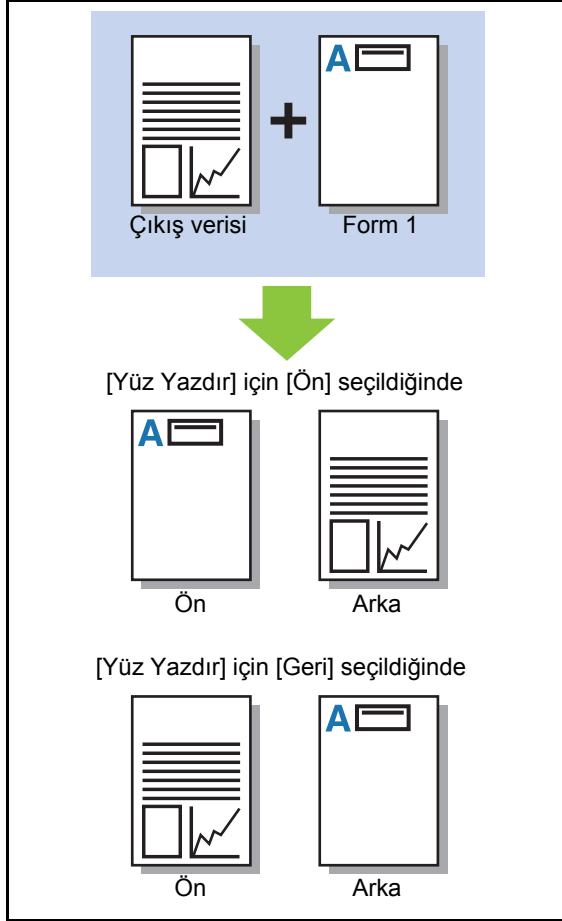 A
Çıkış verisi Form 1
[Yüz Yazdır] için [Ön] seçildiğinde
A
Ön Arka
[Yüz Yazdır] için [Geri] seçildiğinde
A
Ön Arka